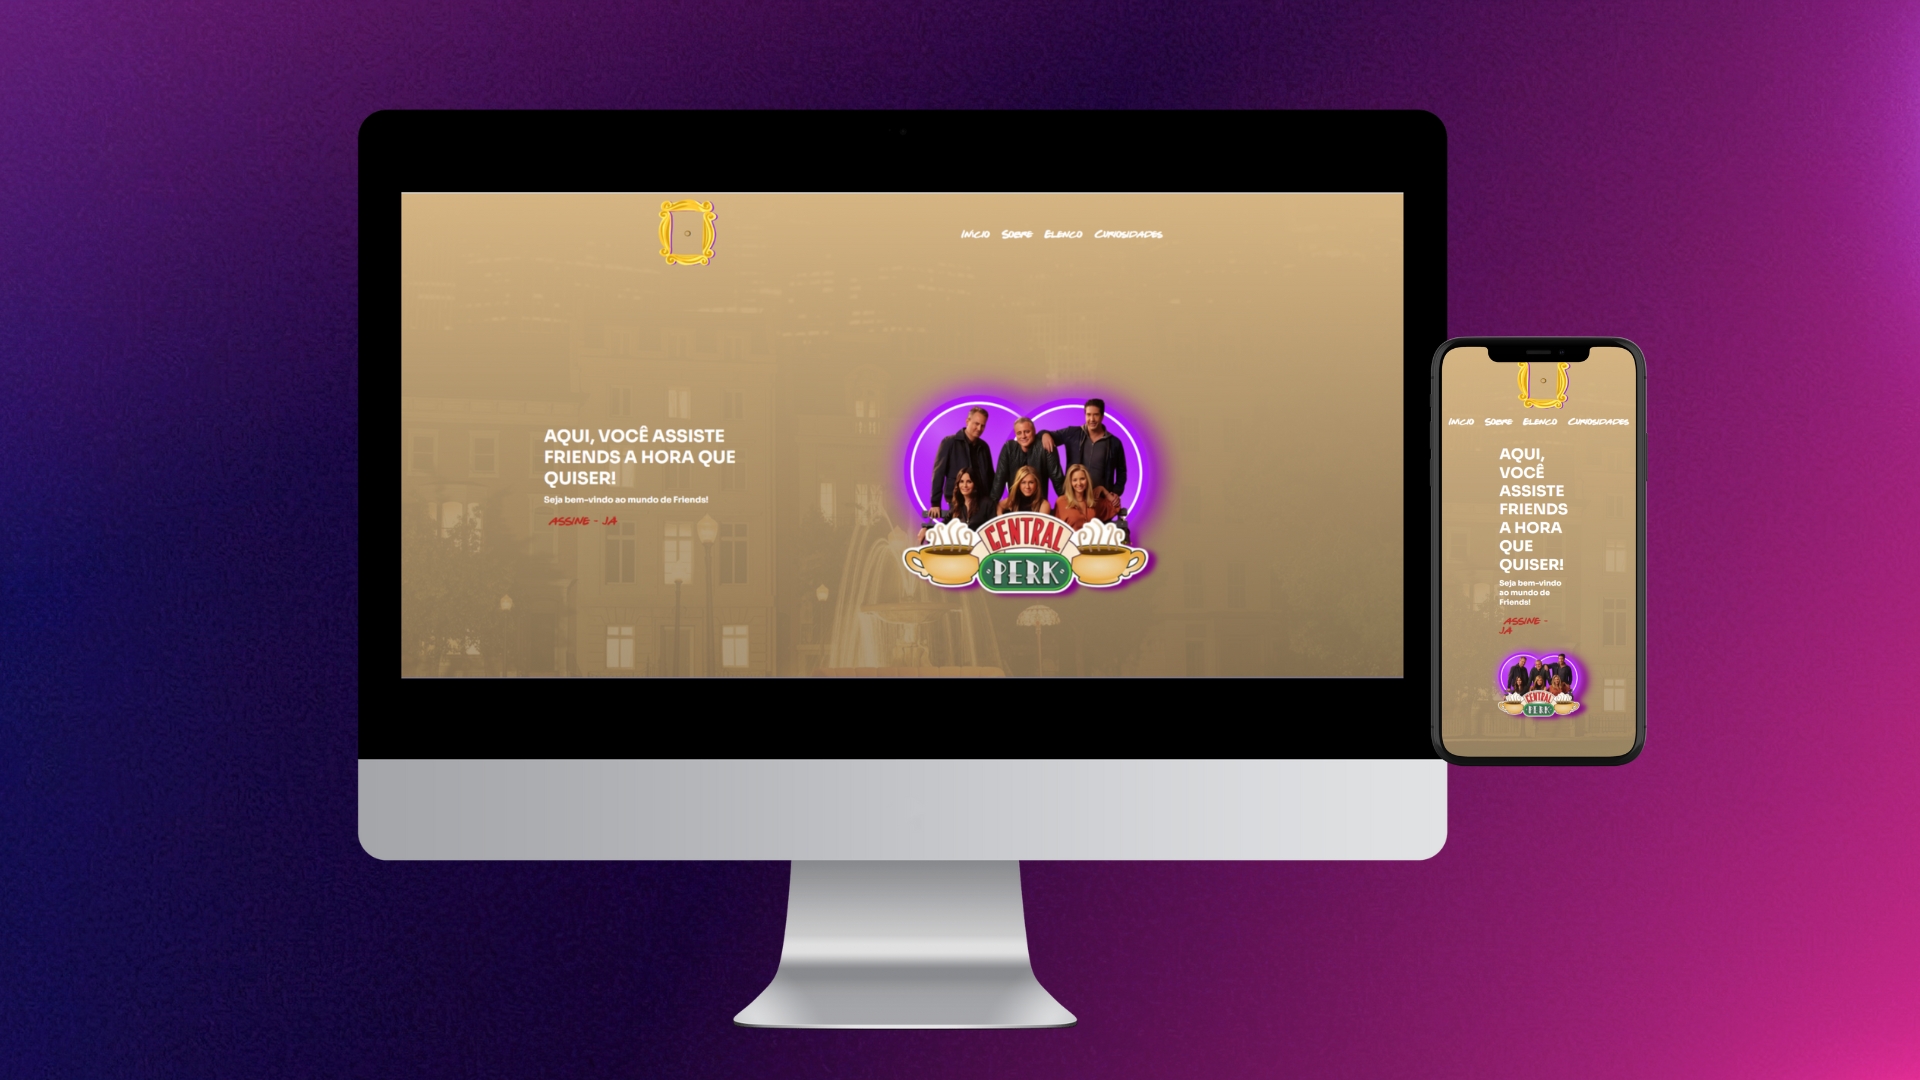 Início Sobre Elenco Curiosidades
AQUI, VOCÊ ASSISTE
FRIENDS A HORA QUE
QUISER!
Seja bem-vindo ao mundo de Friends!
ASSINE - JÁ
CENTRAL
PERK
Início Sobre Elenco Curiosidades
AQUI,
VOCÊ
ASSISTE
FRIENDS
A HORA
QUE
QUISER!
Seja bem-vindo
ao mundo de
Friends!
ASSINE -
JÁ
CENTRAL
PERK